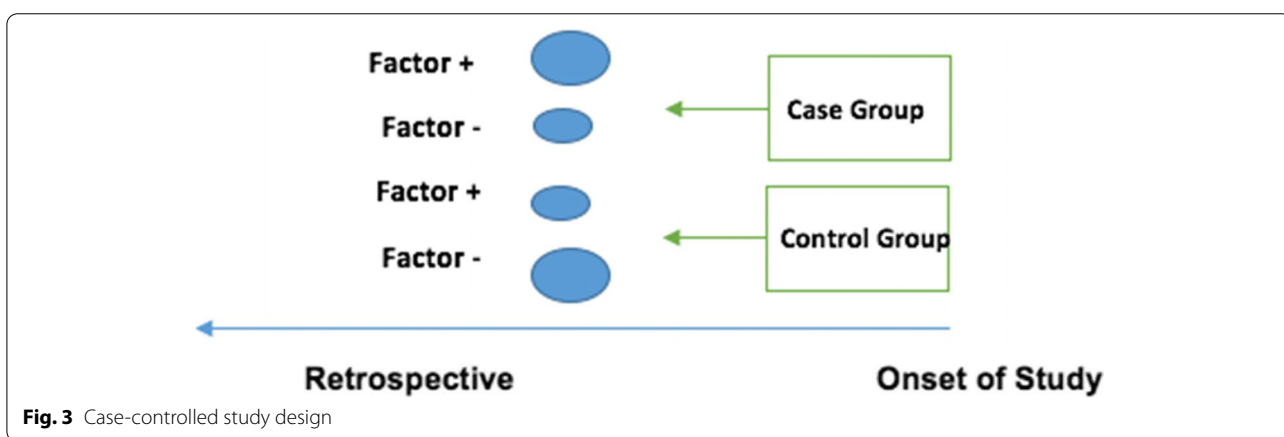 Factor +
Case Group
Factor -
Factor +
Control Group
Factor -
Retrospective
Onset of Study
Fig. 3 Case-controlled study design